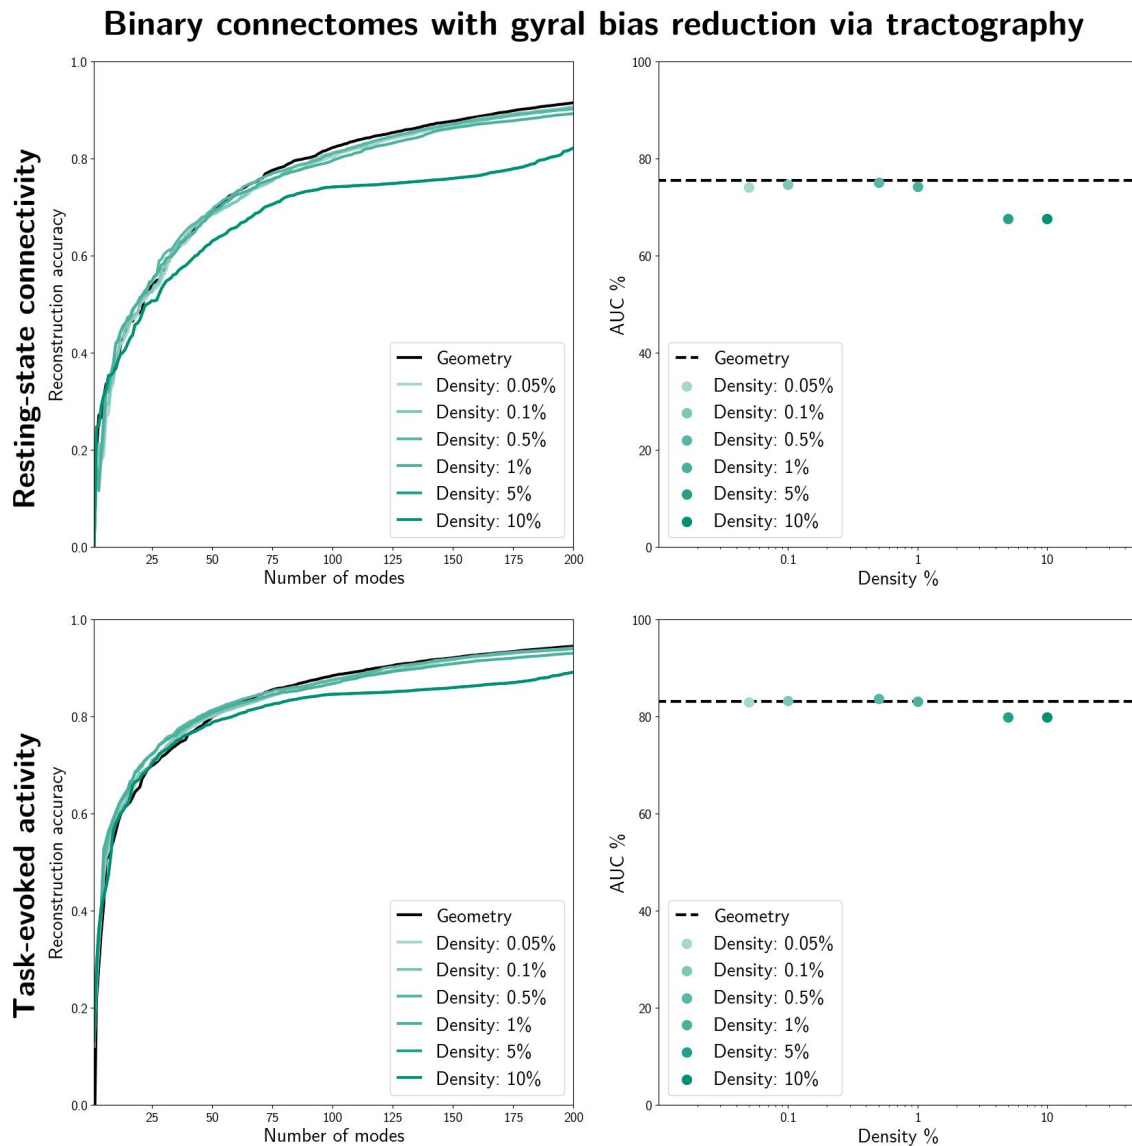 Binary connectomes with gyral bias reduction via tractography
Resting-state connectivity
Reconstruction accuracy
1.0
0.8
0.6
0.4
0.2
0.0
25
50
75
100
125
150
175
200
Number of modes
Geometry
Density: 0.05%
Density: 0.1%
Density: 0.5%
Density: 1%
Density: 5%
Density: 10%
AUC %
100
80
60
40
20
0
0.1
1
10
Density %
Geometry
Density: 0.05%
Density: 0.1%
Density: 0.5%
Density: 1%
Density: 5%
Density: 10%
Task-evoked activity
Reconstruction accuracy
1.0
0.8
0.6
0.4
0.2
0.0
25
50
75
100
125
150
175
200
Number of modes
Geometry
Density: 0.05%
Density: 0.1%
Density: 0.5%
Density: 1%
Density: 5%
Density: 10%
AUC %
100
80
60
40
20
0
0.1
1
10
Density %
Geometry
Density: 0.05%
Density: 0.1%
Density: 0.5%
Density: 1%
Density: 5%
Density: 10%